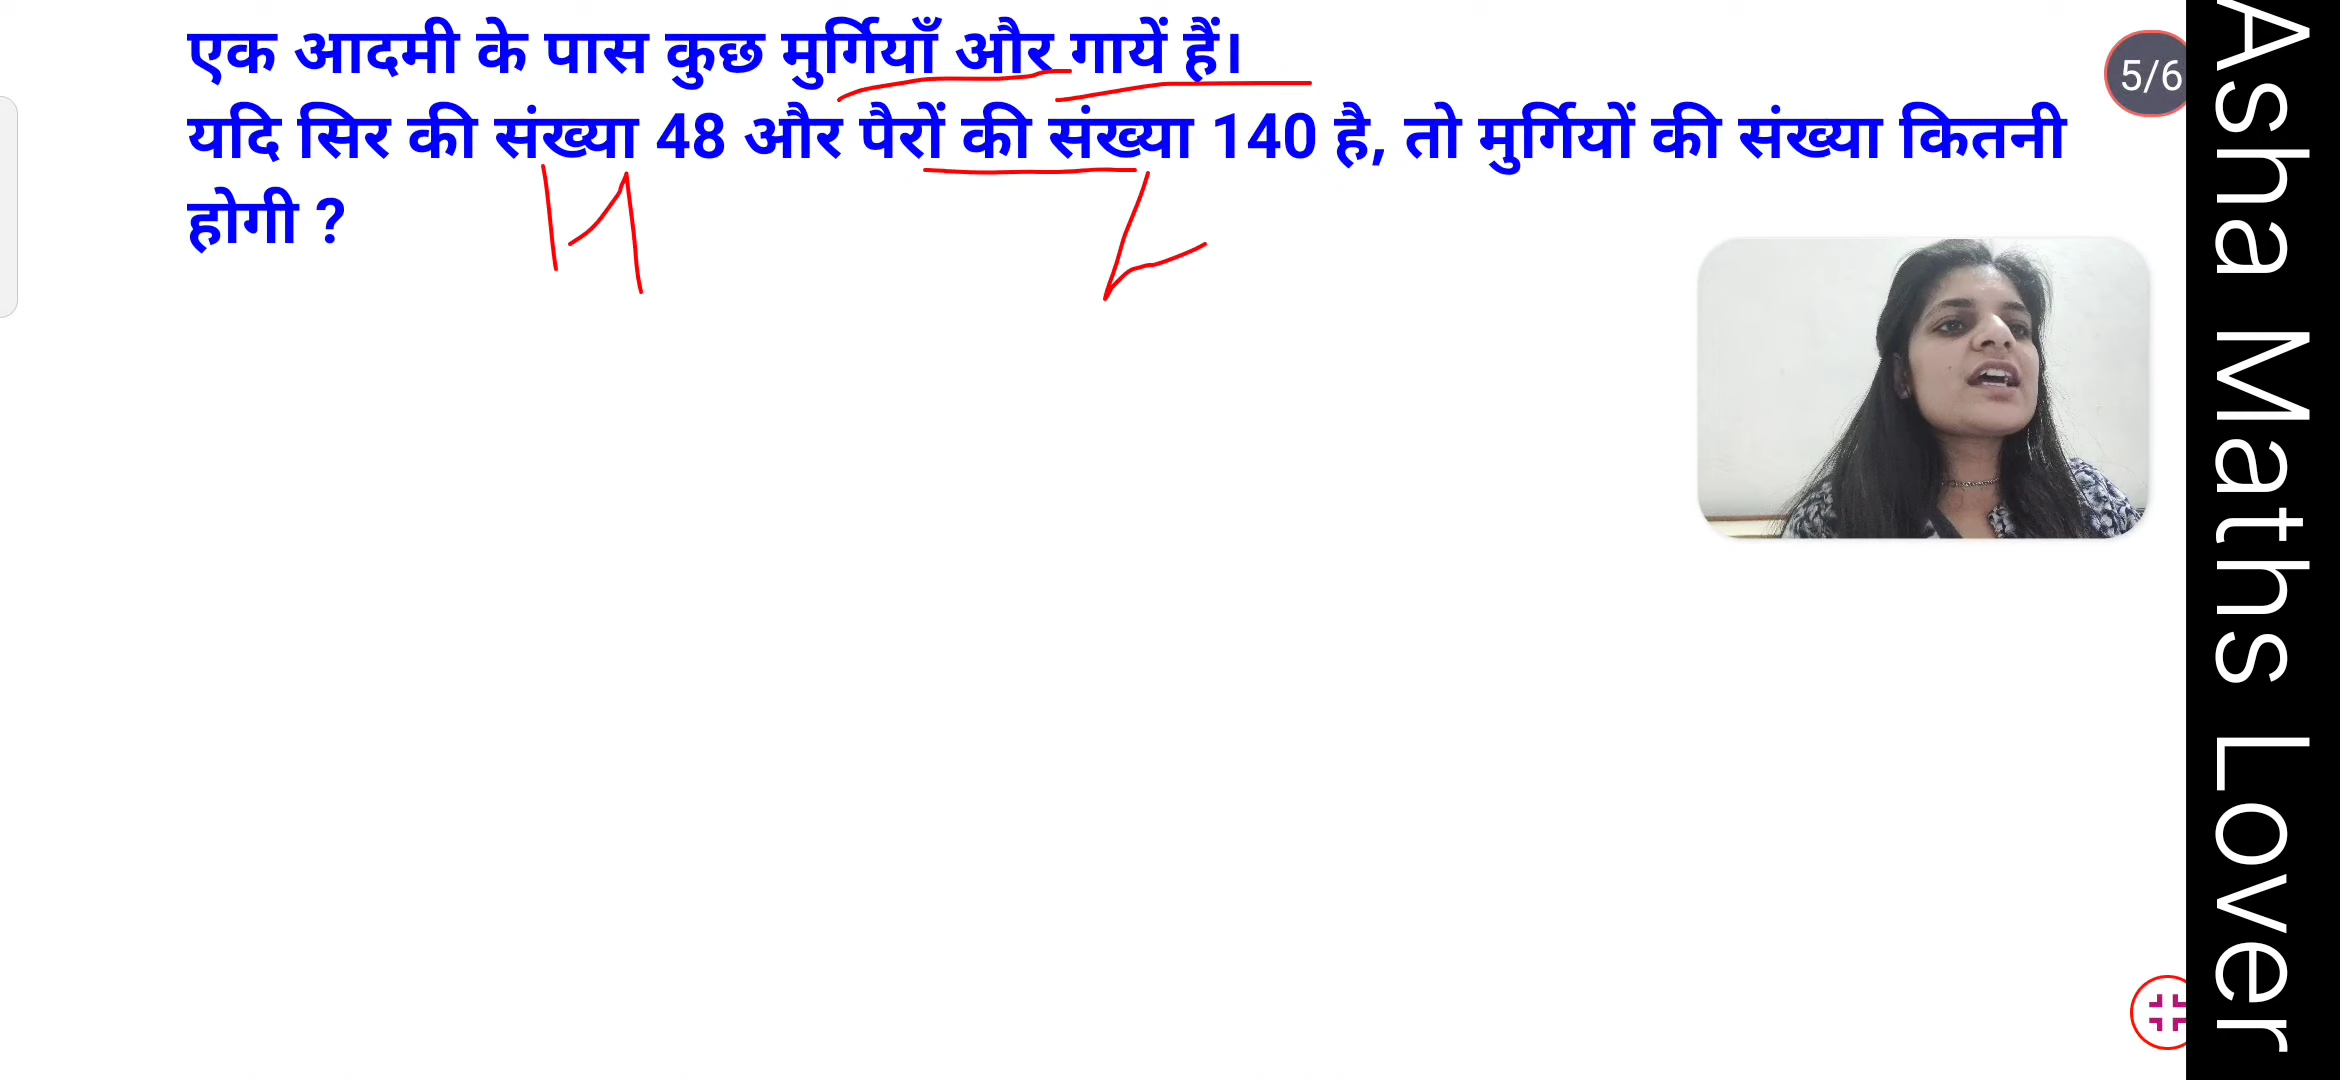 एक आदमी के पास कुछ मुर्गियाँ और गायें हैं।
यदि सिर की संख्या 48 और पैरों की संख्या 140 है, तो मुर्गियों की संख्या कितनी
होगी ?
H
L
5/6
Asha Maths Lover